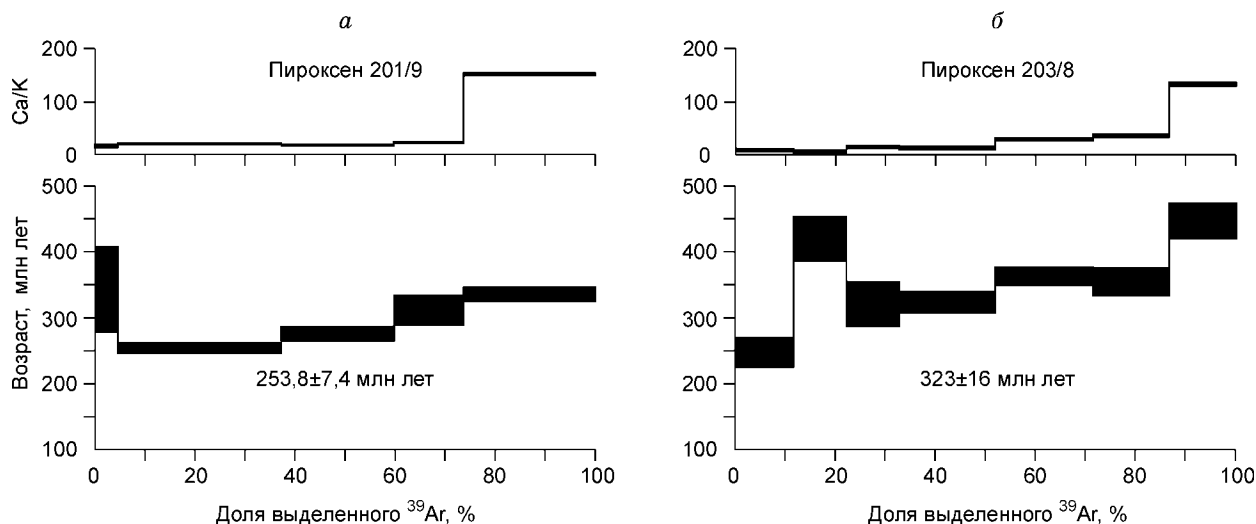 а
200
Пироксен 201/9
100
0
Ca/K
500
400
300
200
100
253,8±7,4 млн лет
Возраст, млн лет
0 20 40 60 80 100
Доля выделенного ³⁹Ar, %
б
200
Пироксен 203/8
100
0
500
400
300
200
100
323±16 млн лет
0 20 40 60 80 100
Доля выделенного ³⁹Ar, %